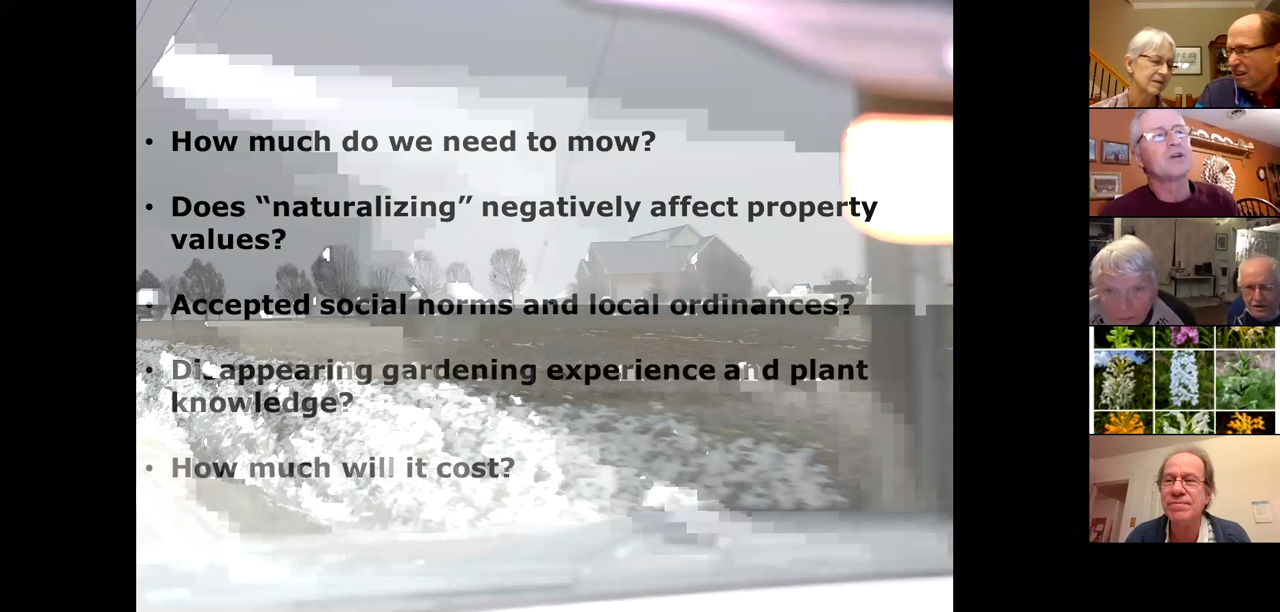 • How much do we need to mow?
• Does “naturalizing” negatively affect property
values?
• Accepted social norms and local ordinances?
• Disappearing gardening experience and plant
knowledge?
• How much will it cost?